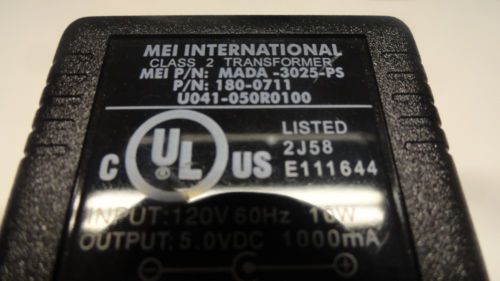 MEI INTERNATIONAL
CLASS 2 TRANSFORMER
MEI P/N: MADA -3025-PS
P/N: 180-0711
U041-050R0100
C UL US
®
LISTED
2J58
E111644
INPUT: 120V 60Hz 10W
OUTPUT: 5.0VDC 1000mA
- +